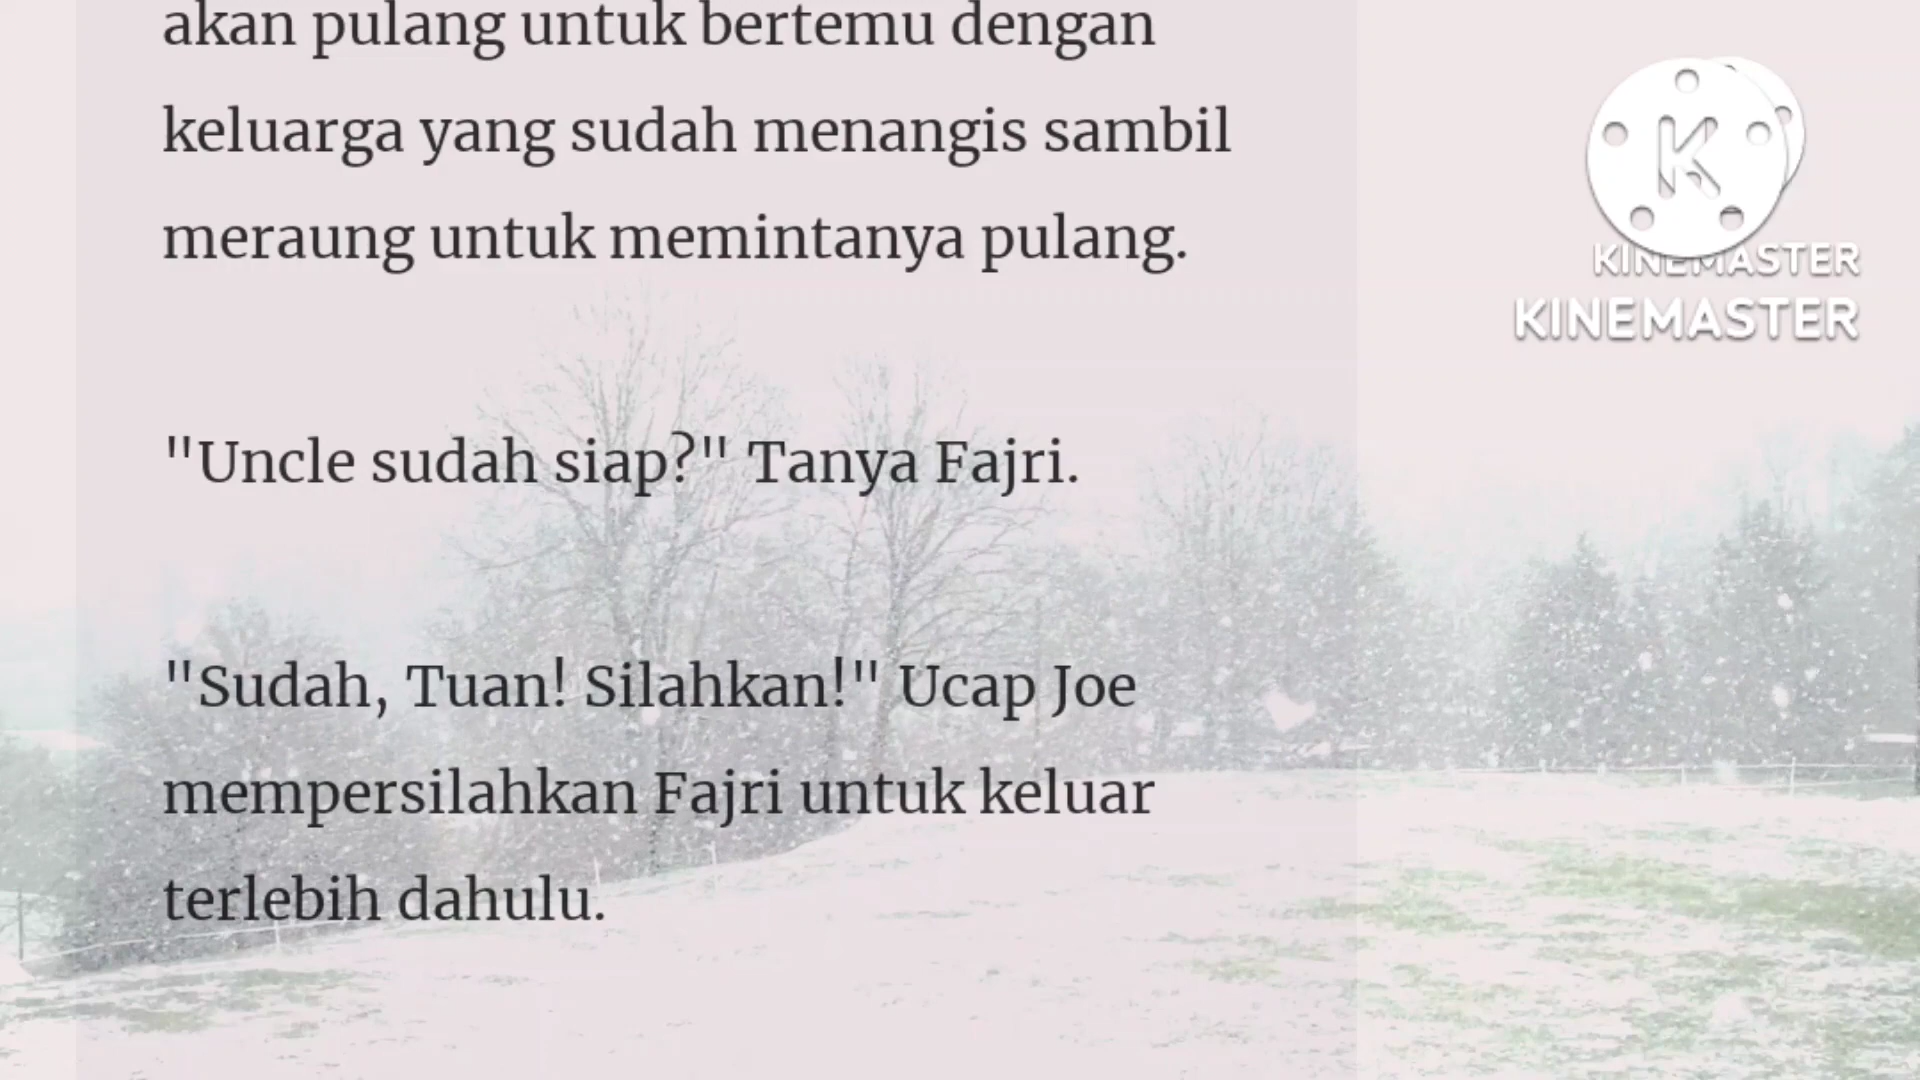 akan pulang untuk bertemu dengan
keluarga yang sudah menangis sambil
meraung untuk memintanya pulang.
"Uncle sudah siap?" Tanya Fajri.
"Sudah, Tuan! Silahkan!" Ucap Joe
mempersilahkan Fajri untuk keluar
terlebih dahulu.
K
KINEMASTER
KINEMASTER